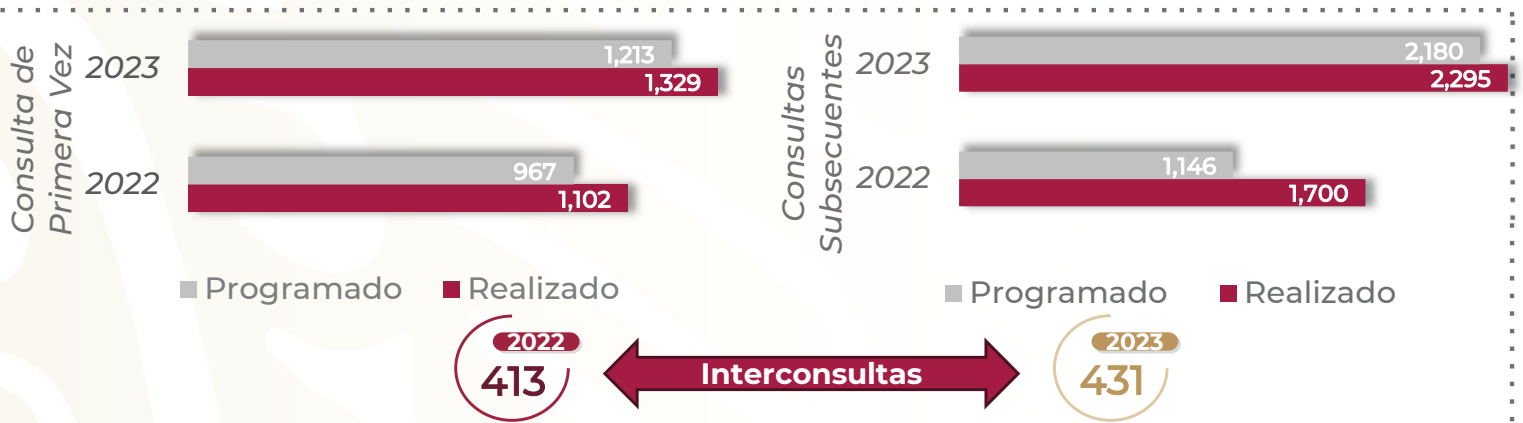 Consulta de
Primera Vez
2023
1,213
1,329
2022
967
1,102
Programado
Realizado
Consultas
Subsecuentes
2023
2,180
2,295
2022
1,146
1,700
Programado
Realizado
2022
413
Interconsultas
2023
431